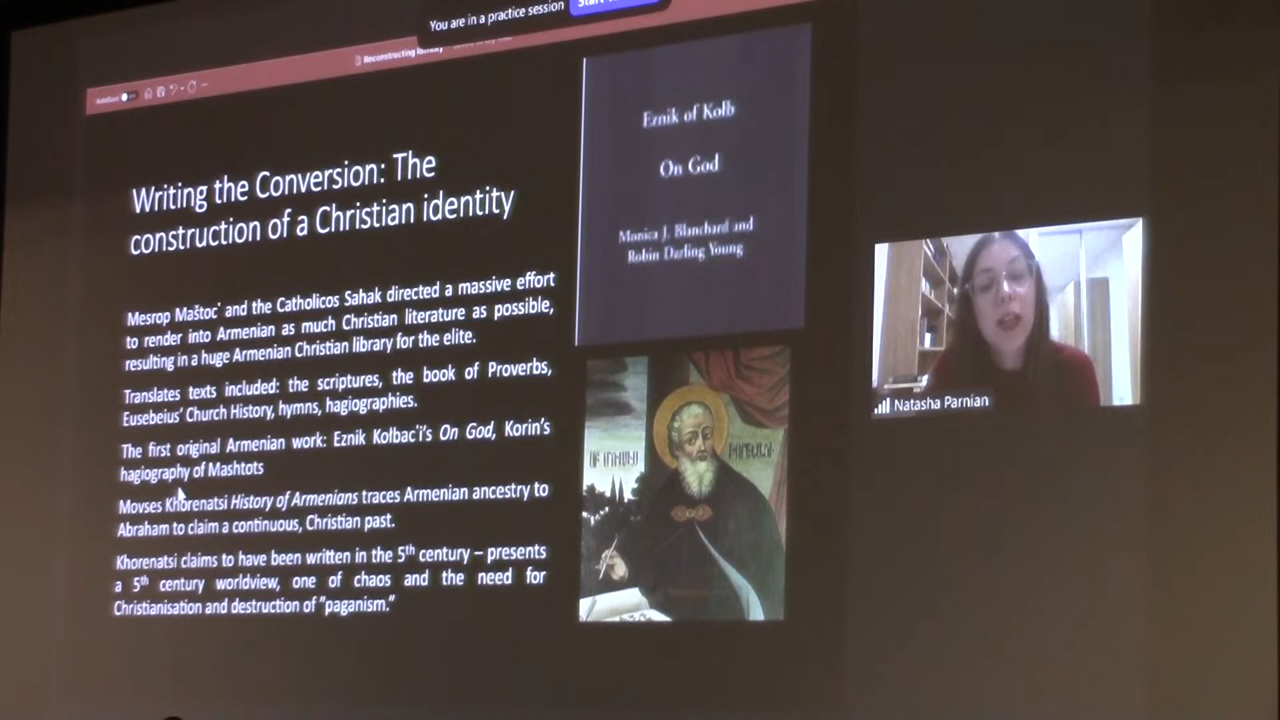 You are in a practice session
Reconstructing Identity
AutoSave
Writing the Conversion: The
construction of a Christian identity
Mesrop Maštocʿ and the Catholicos Sahak directed a massive effort
to render into Armenian as much Christian literature as possible,
resulting in a huge Armenian Christian library for the elite.
Translates texts included: the scriptures, the book of Proverbs,
Eusebeius' Church History, hymns, hagiographies.
The first original Armenian work: Eznik Kołbacʿi's On God, Korin's
hagiography of Mashtots
Movses Khorenatsi History of Armenians traces Armenian ancestry to
Abraham to claim a continuous, Christian past.
Khorenatsi claims to have been written in the 5th century – presents
a 5th century worldview, one of chaos and the need for
Christianisation and destruction of "paganism."
Eznik of Kolb
On God
Monica J. Blanchard and
Robin Darling Young
Natasha Parnian